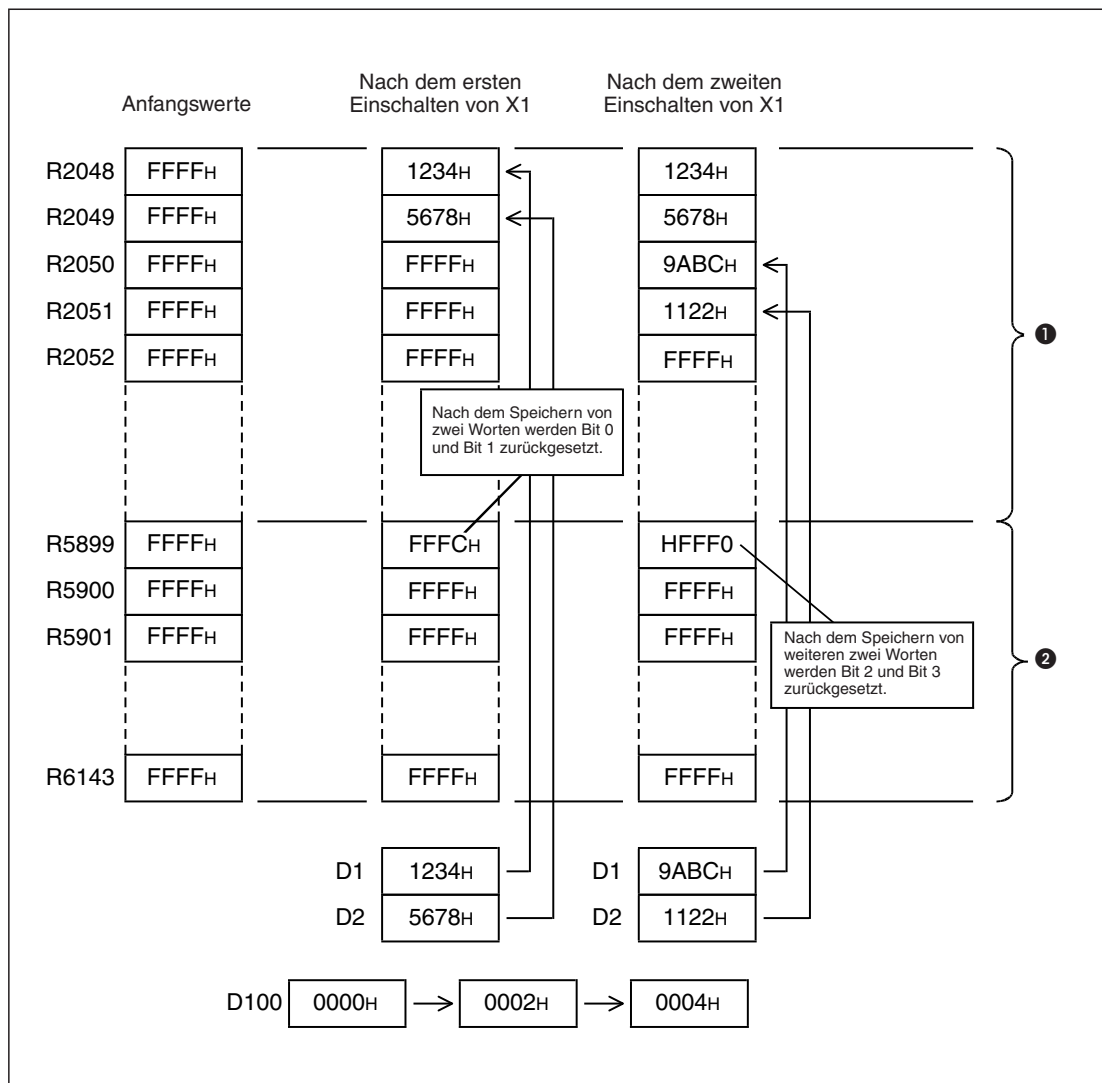 Anfangswerte
Nach dem ersten
Einschalten von X1
Nach dem zweiten
Einschalten von X1
R2048 FFFFH 1234H 1234H
R2049 FFFFH 5678H 5678H
R2050 FFFFH FFFFH 9ABCH
R2051 FFFFH FFFFH 1122H
R2052 FFFFH FFFFH FFFFH
❶
Nach dem Speichern von
zwei Worten werden Bit 0
und Bit 1 zurückgesetzt.
R5899 FFFFH FFFCH HFFF0
R5900 FFFFH FFFFH FFFFH
R5901 FFFFH FFFFH FFFFH
Nach dem Speichern von
weiteren zwei Worten
werden Bit 2 und Bit 3
zurückgesetzt.
❷
R6143 FFFFH FFFFH FFFFH
D1 1234H D1 9ABCH
D2 5678H D2 1122H
D100 0000H 0002H 0004H